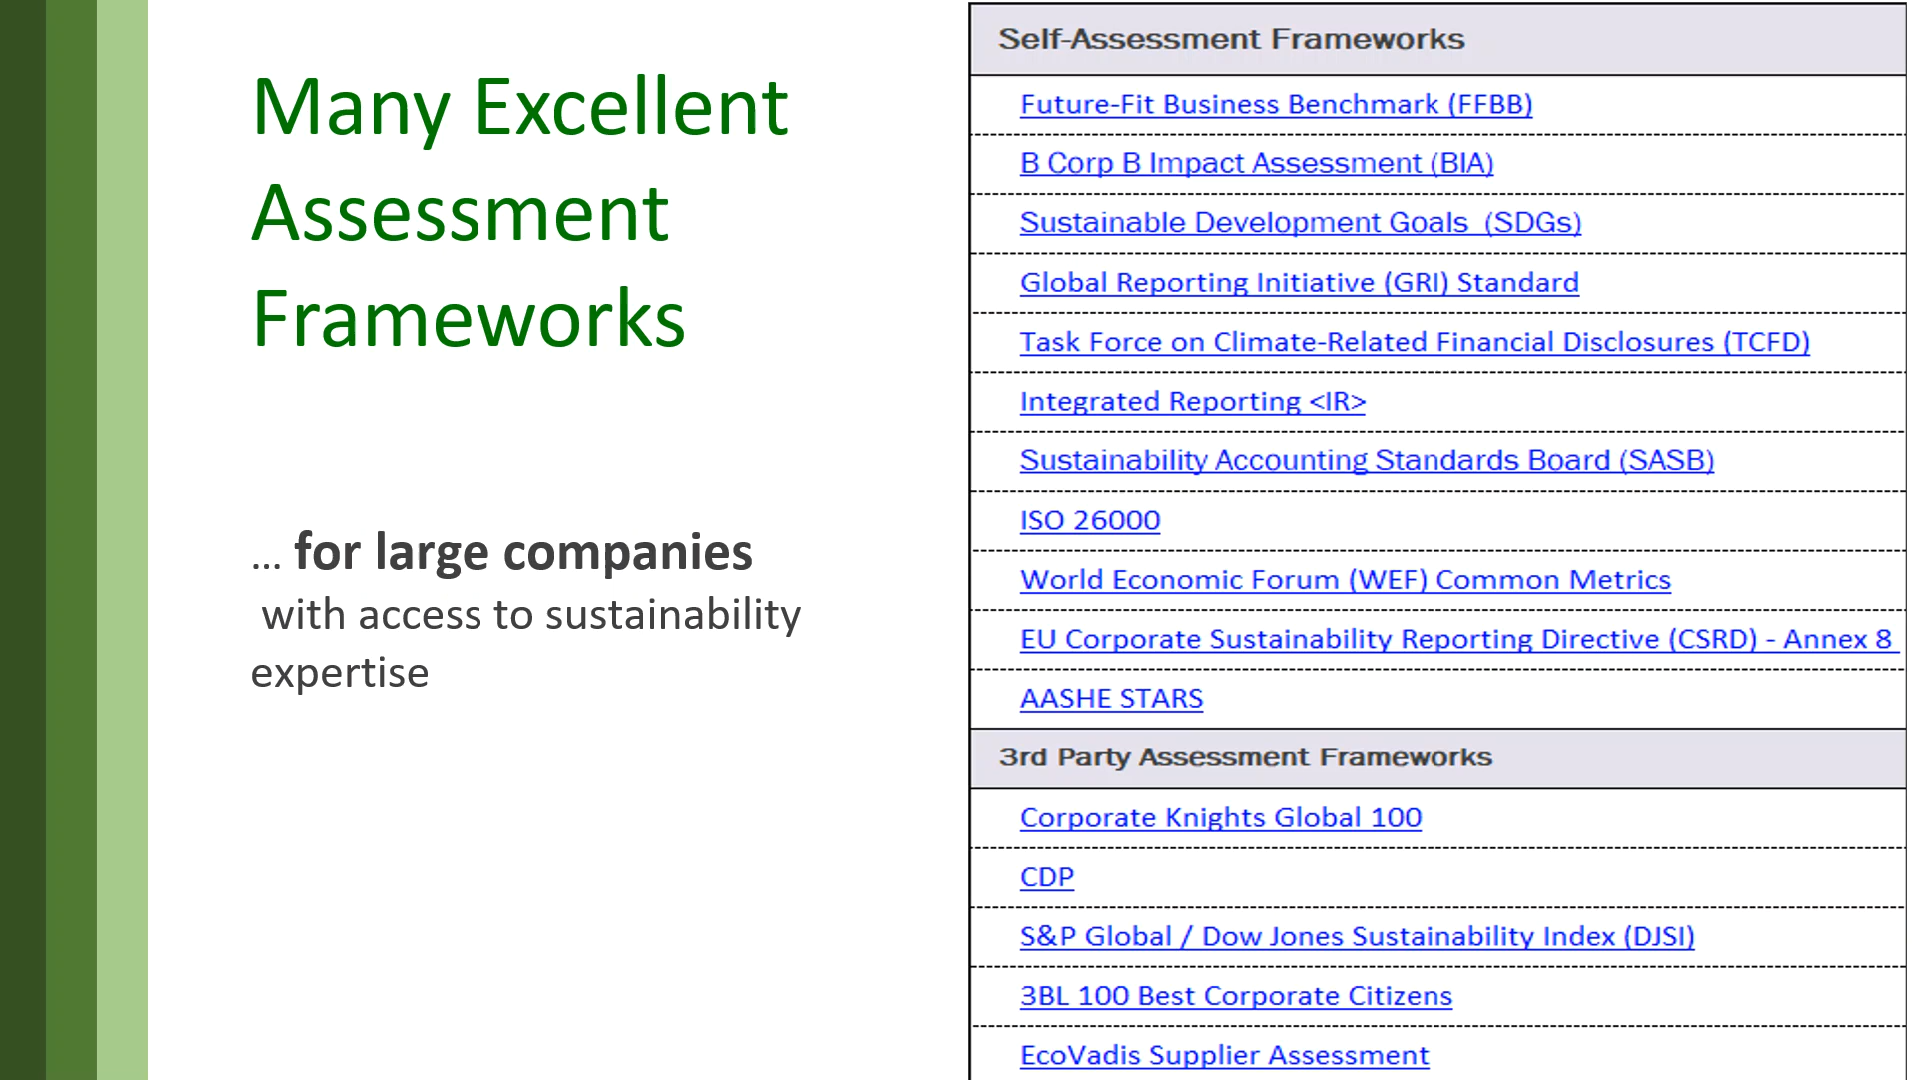 Many Excellent
Assessment
Frameworks
... for large companies
with access to sustainability
expertise
Self-Assessment Frameworks
Future-Fit Business Benchmark (FFBB)
B Corp B Impact Assessment (BIA)
Sustainable Development Goals  (SDGs)
Global Reporting Initiative (GRI) Standard
Task Force on Climate-Related Financial Disclosures (TCFD)
Integrated Reporting <IR>
Sustainability Accounting Standards Board (SASB)
ISO 26000
World Economic Forum (WEF) Common Metrics
EU Corporate Sustainability Reporting Directive (CSRD) - Annex 8
AASHE STARS
3rd Party Assessment Frameworks
Corporate Knights Global 100
CDP
S&P Global / Dow Jones Sustainability Index (DJSI)
3BL 100 Best Corporate Citizens
EcoVadis Supplier Assessment